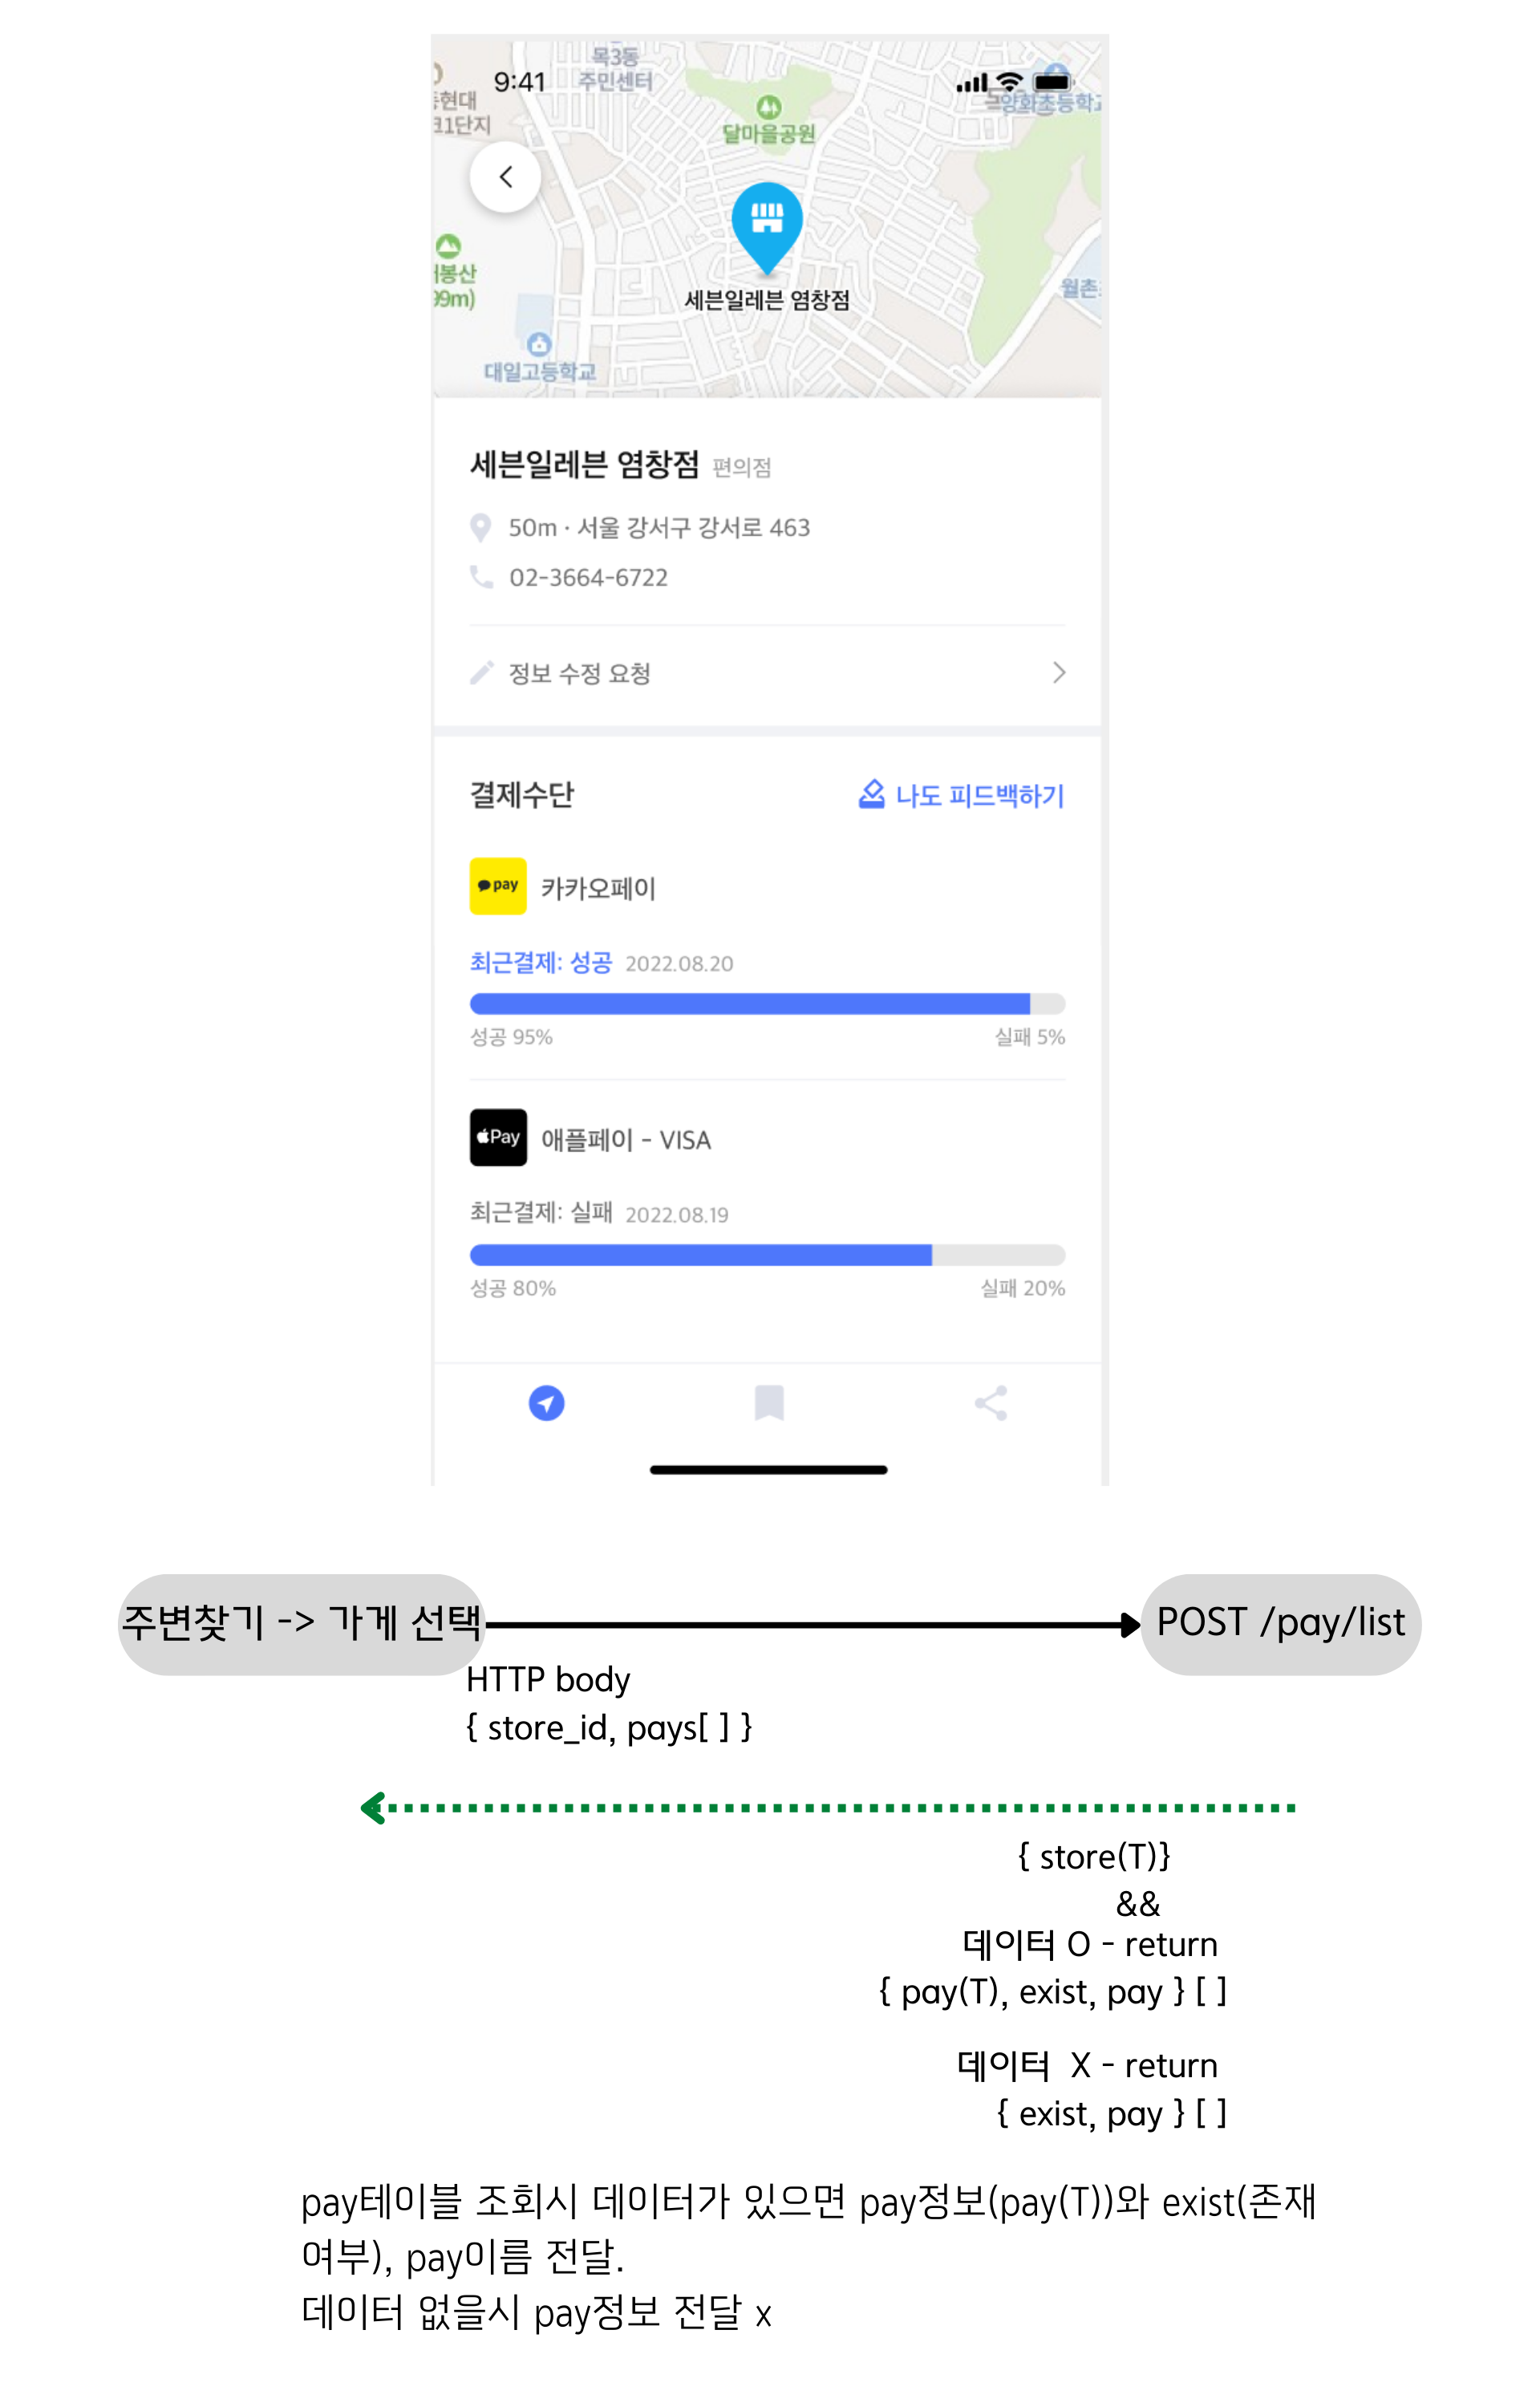 목3동
주민센터
9:41
현대
1단지
양화초등학교
달마을공원
봉산
99m)
월촌
세븐일레븐 염창점
대일고등학교
세븐일레븐 염창점 편의점
50m · 서울 강서구 강서로 463
02-3664-6722
정보 수정 요청
결제수단 나도 피드백하기
pay 카카오페이
최근결제: 성공 2022.08.20
성공 95% 실패 5%
Pay 애플페이 - VISA
최근결제: 실패 2022.08.19
성공 80% 실패 20%
주변찾기 -> 가게 선택 POST /pay/list
HTTP body
{ store_id, pays[ ] }
{ store(T)}
&&
데이터 O - return
{ pay(T), exist, pay } [ ]
데이터 X - return
{ exist, pay } [ ]
pay테이블 조회시 데이터가 있으면 pay정보(pay(T))와 exist(존재
여부), pay이름 전달.
데이터 없을시 pay정보 전달 x